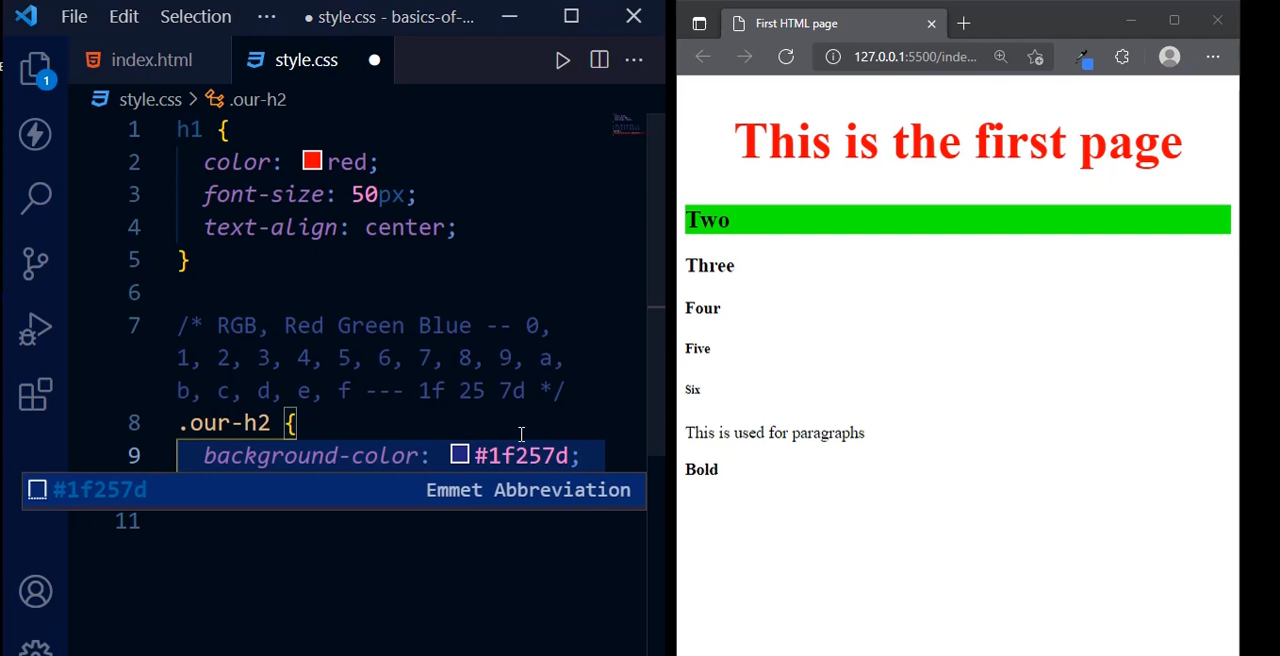 File Edit Selection ··· ● style.css - basics-of-...
index.html style.css ●
style.css > .our-h2
1 h1 {
2 color: red;
3 font-size: 50px;
4 text-align: center;
5 }
6
7 /* RGB, Red Green Blue -- 0,
1, 2, 3, 4, 5, 6, 7, 8, 9, a,
b, c, d, e, f --- 1f 25 7d */
8 .our-h2 {
9 background-color: #1f257d;
#1f257d Emmet Abbreviation
11
1
First HTML page
127.0.0.1:5500/inde...
This is the first page
Two
Three
Four
Five
Six
This is used for paragraphs
Bold